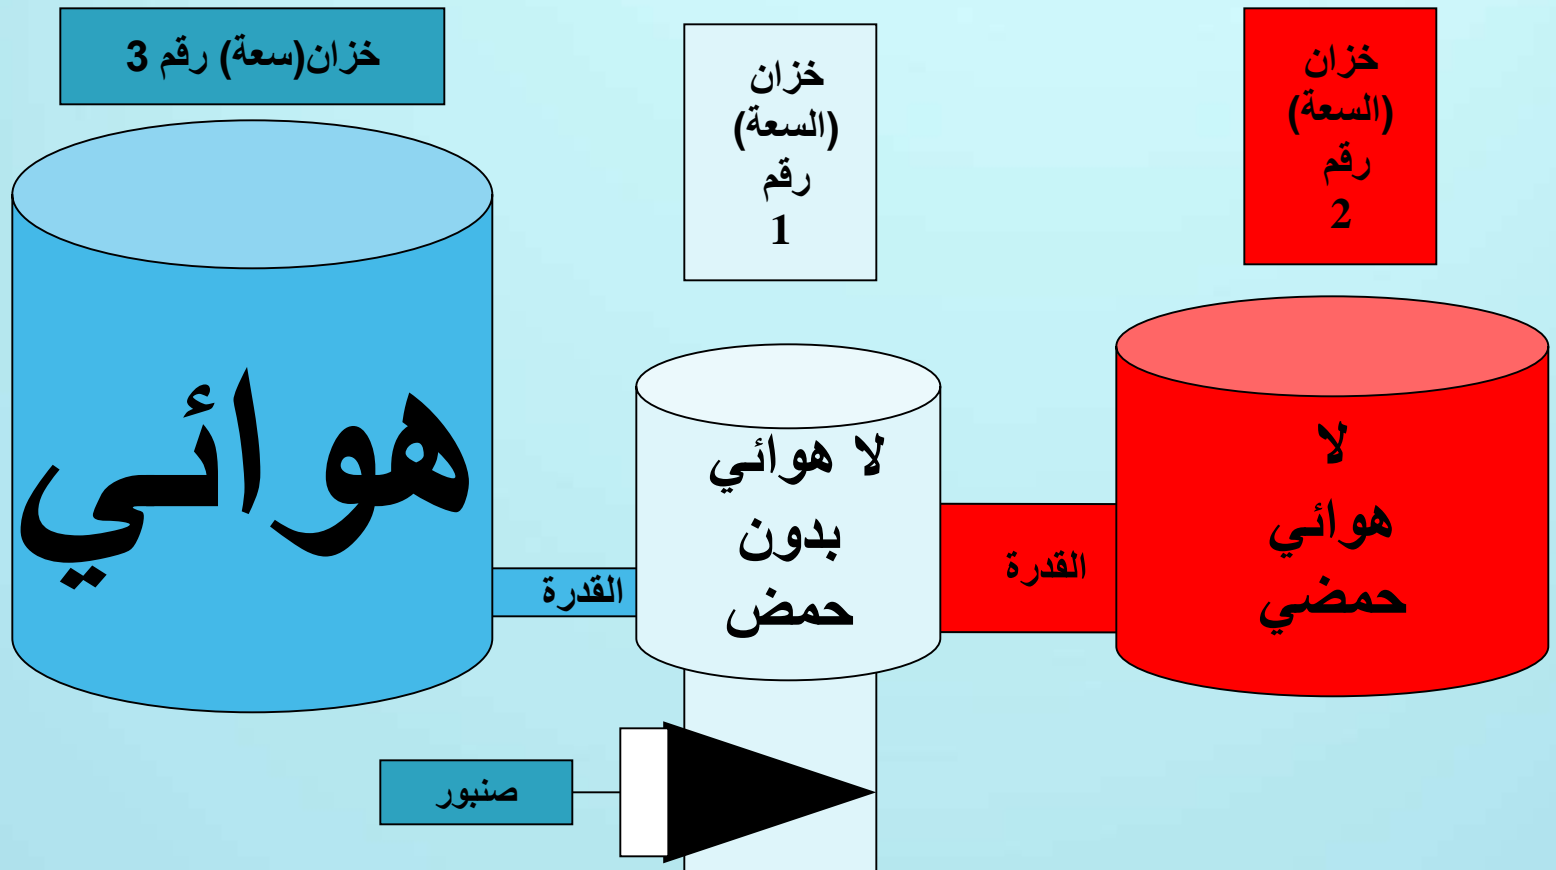 خزان
(السعة)
رقم
2
خزان
(السعة)
رقم
1
خزان(سعة) رقم 3
لا
هوائي
حمضي
القدرة
لا هوائي
بدون
حمض
القدرة
هوائي
صنبور